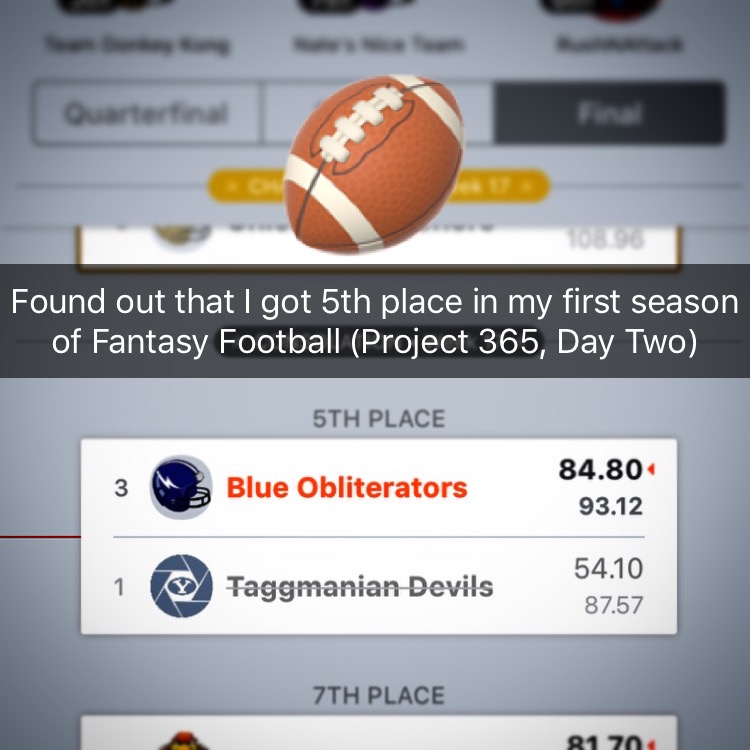 Team Donkey Kong
Nate's Nice Team
RushNAttack
Quarterfinal
Final
Week 17
108.96
Found out that I got 5th place in my first season
of Fantasy Football (Project 365, Day Two)
5TH PLACE
3
Blue Obliterators
84.80
93.12
1
Taggmanian Devils
54.10
87.57
7TH PLACE
81.70